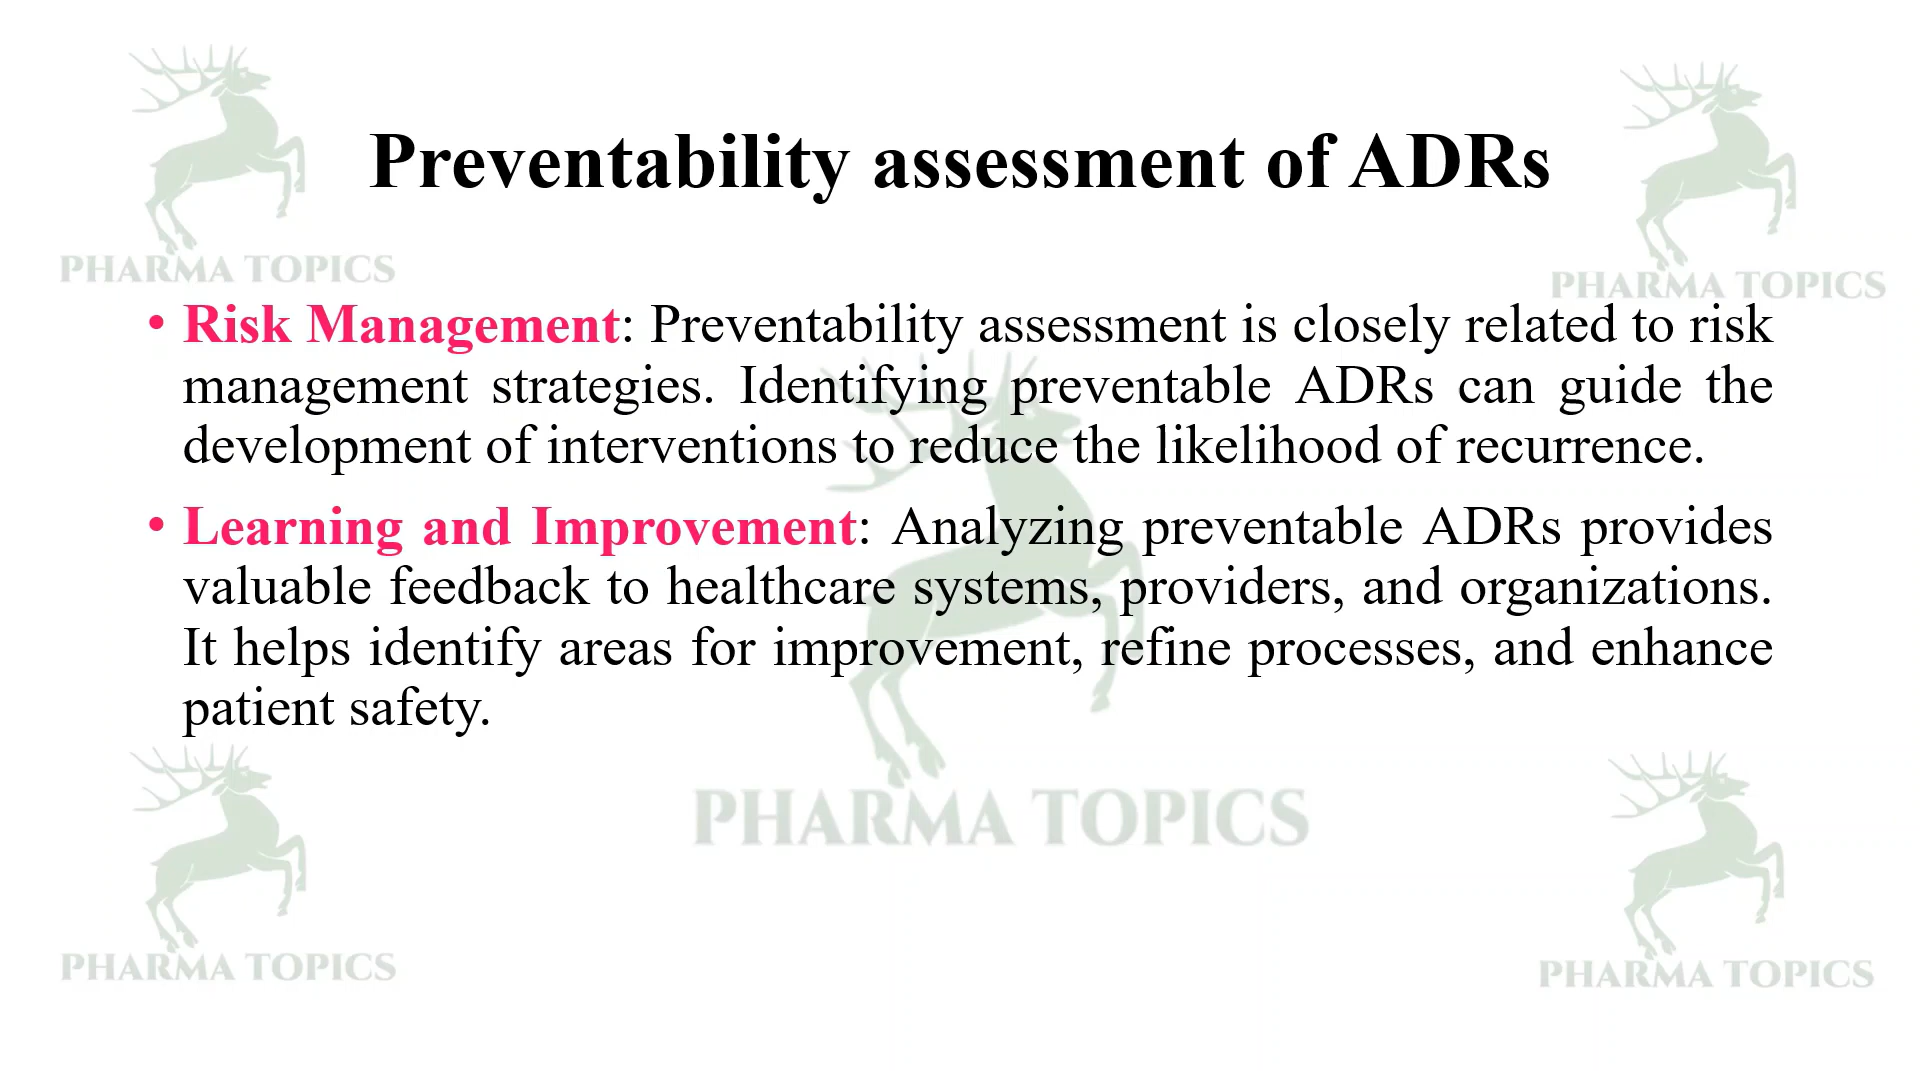 Preventability assessment of ADRs
PHARMA TOPICS
PHARMA TOPICS
• Risk Management: Preventability assessment is closely related to risk
management strategies. Identifying preventable ADRs can guide the
development of interventions to reduce the likelihood of recurrence.
• Learning and Improvement: Analyzing preventable ADRs provides
valuable feedback to healthcare systems, providers, and organizations.
It helps identify areas for improvement, refine processes, and enhance
patient safety.
PHARMA TOPICS
PHARMA TOPICS
PHARMA TOPICS